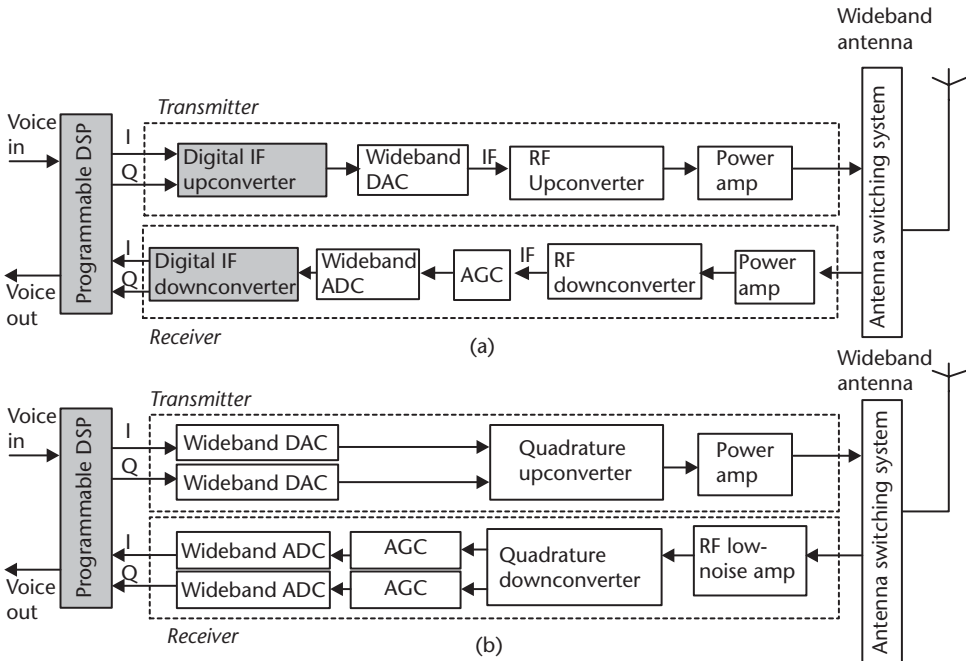 Wideband
antenna
Transmitter
Voice
in
Programmable DSP
I
Q
Digital IF
upconverter
Wideband
DAC
IF
RF
Upconverter
Power
amp
Antenna switching system
I
Q
Digital IF
downconverter
Wideband
ADC
AGC
IF
RF
downconverter
Power
amp
Voice
out
Receiver
(a)
Wideband
antenna
Transmitter
Voice
in
Programmable DSP
I
Q
Wideband DAC
Wideband DAC
Quadrature
upconverter
Power
amp
Antenna switching system
I
Q
Wideband ADC
Wideband ADC
AGC
AGC
Quadrature
downconverter
RF low-
noise amp
Voice
out
Receiver
(b)